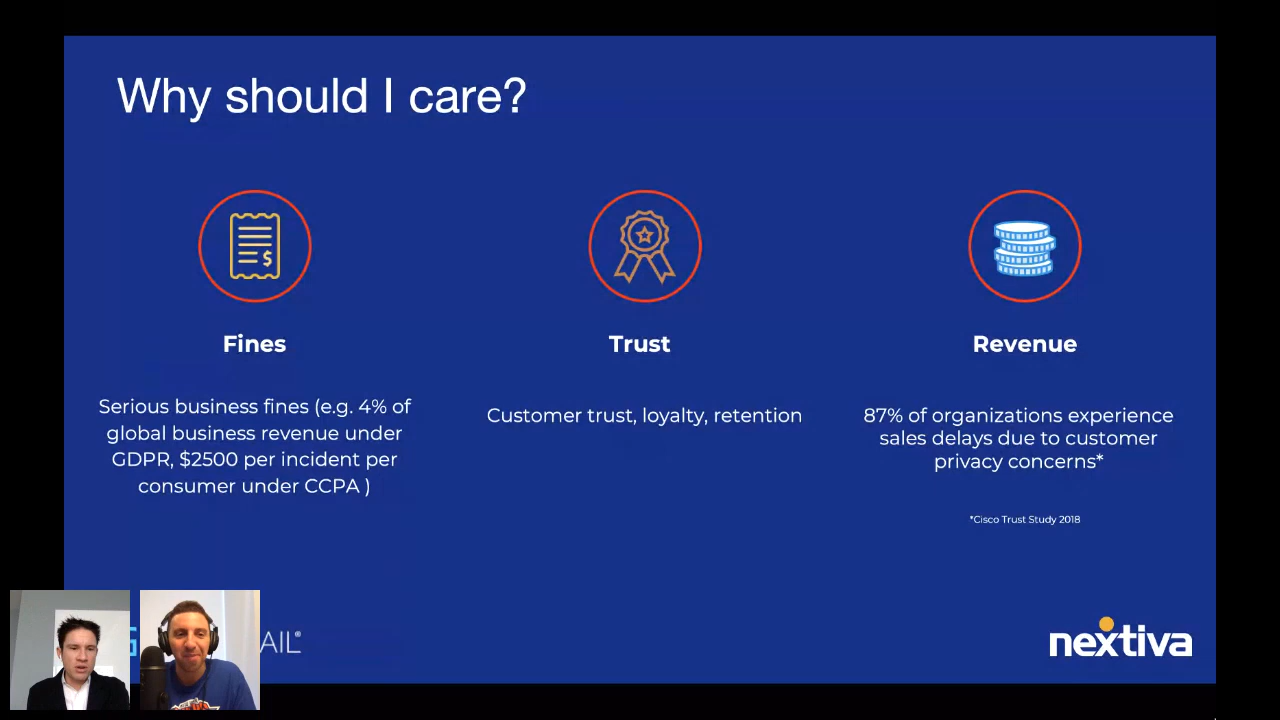 Why should I care?
Fines
Serious business fines (e.g. 4% of
global business revenue under
GDPR, $2500 per incident per
consumer under CCPA )
Trust
Customer trust, loyalty, retention
Revenue
87% of organizations experience
sales delays due to customer
privacy concerns*
*Cisco Trust Study 2018
AIL®
nextiva